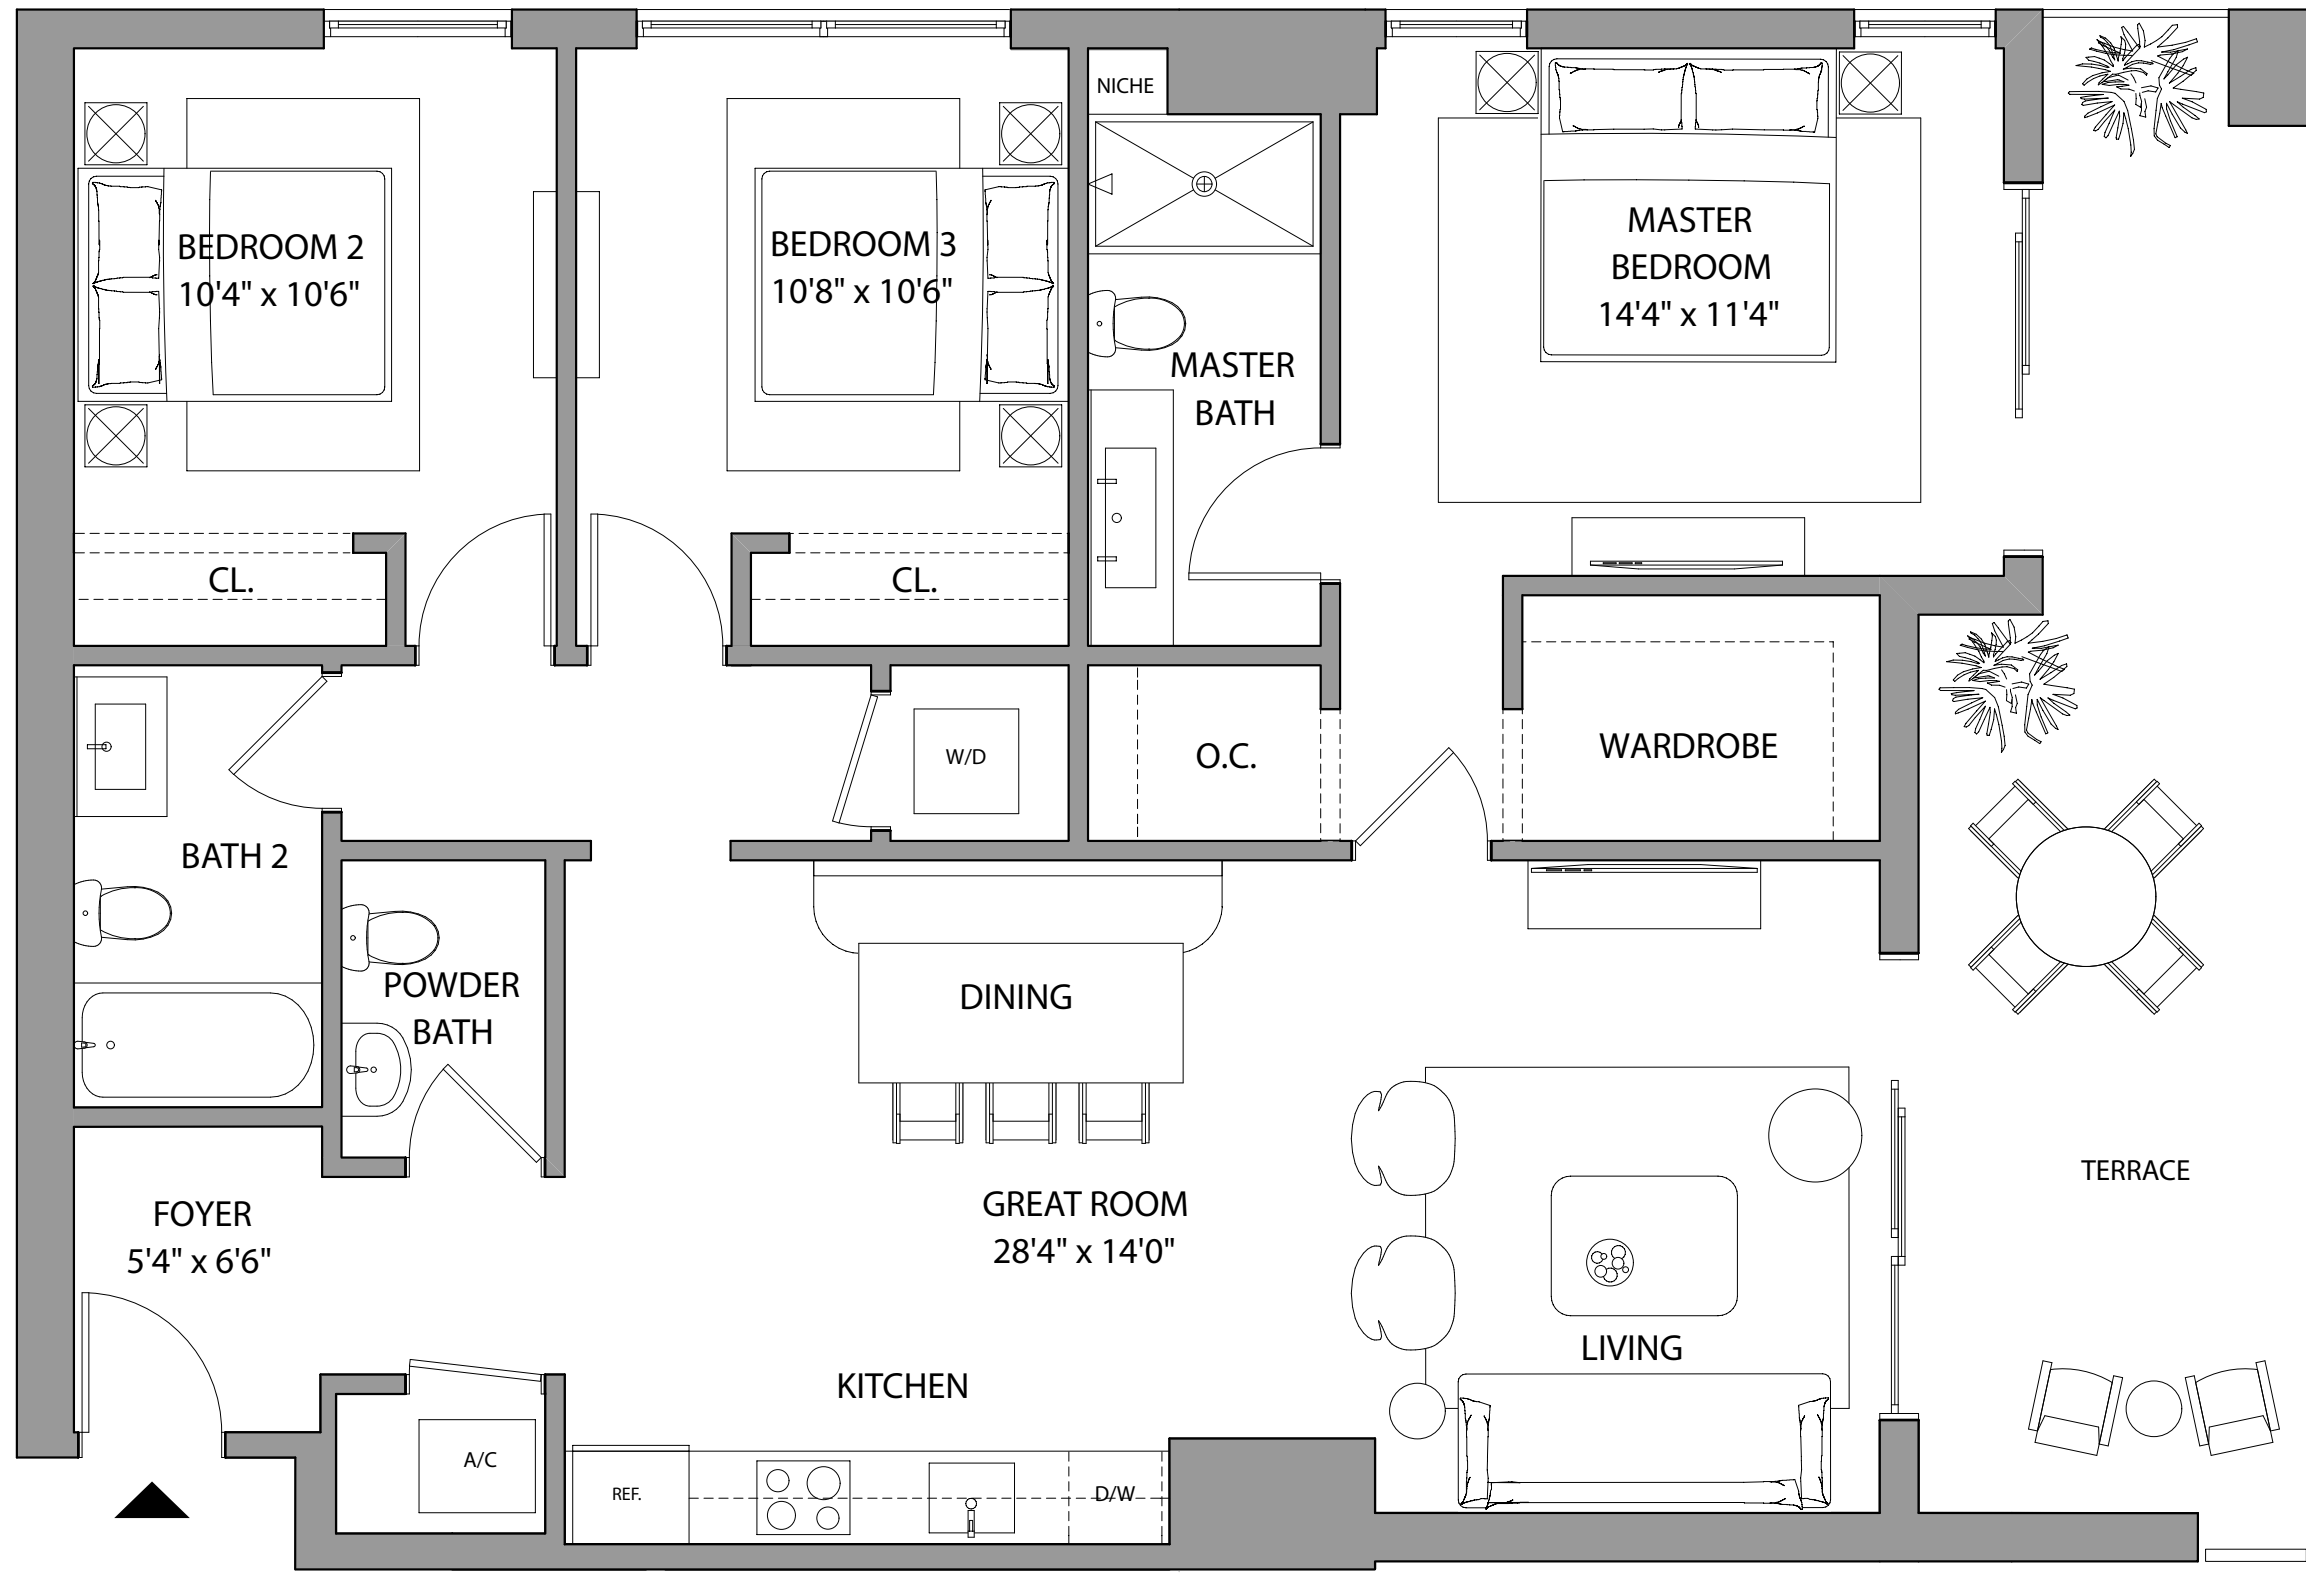 NICHE
BEDROOM 2
10'4" x 10'6"
BEDROOM 3
10'8" x 10'6"
MASTER
BEDROOM
14'4" x 11'4"
MASTER
BATH
CL.
CL.
W/D
O.C.
WARDROBE
BATH 2
POWDER
BATH
DINING
TERRACE
FOYER
5'4" x 6'6"
GREAT ROOM
28'4" x 14'0"
LIVING
KITCHEN
A/C
REF.
D/W